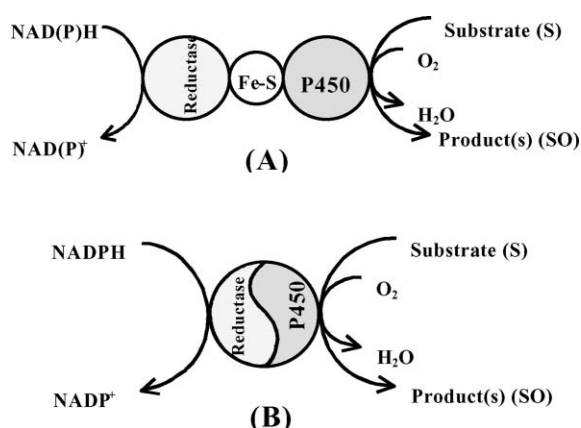 NAD(P)H
Substrate (S)
O₂
Reductase
Fe-S
P450
H₂O
NAD(P)⁺
Product(s) (SO)
(A)
NADPH
Substrate (S)
O₂
Reductase
P450
H₂O
NADP⁺
Product(s) (SO)
(B)